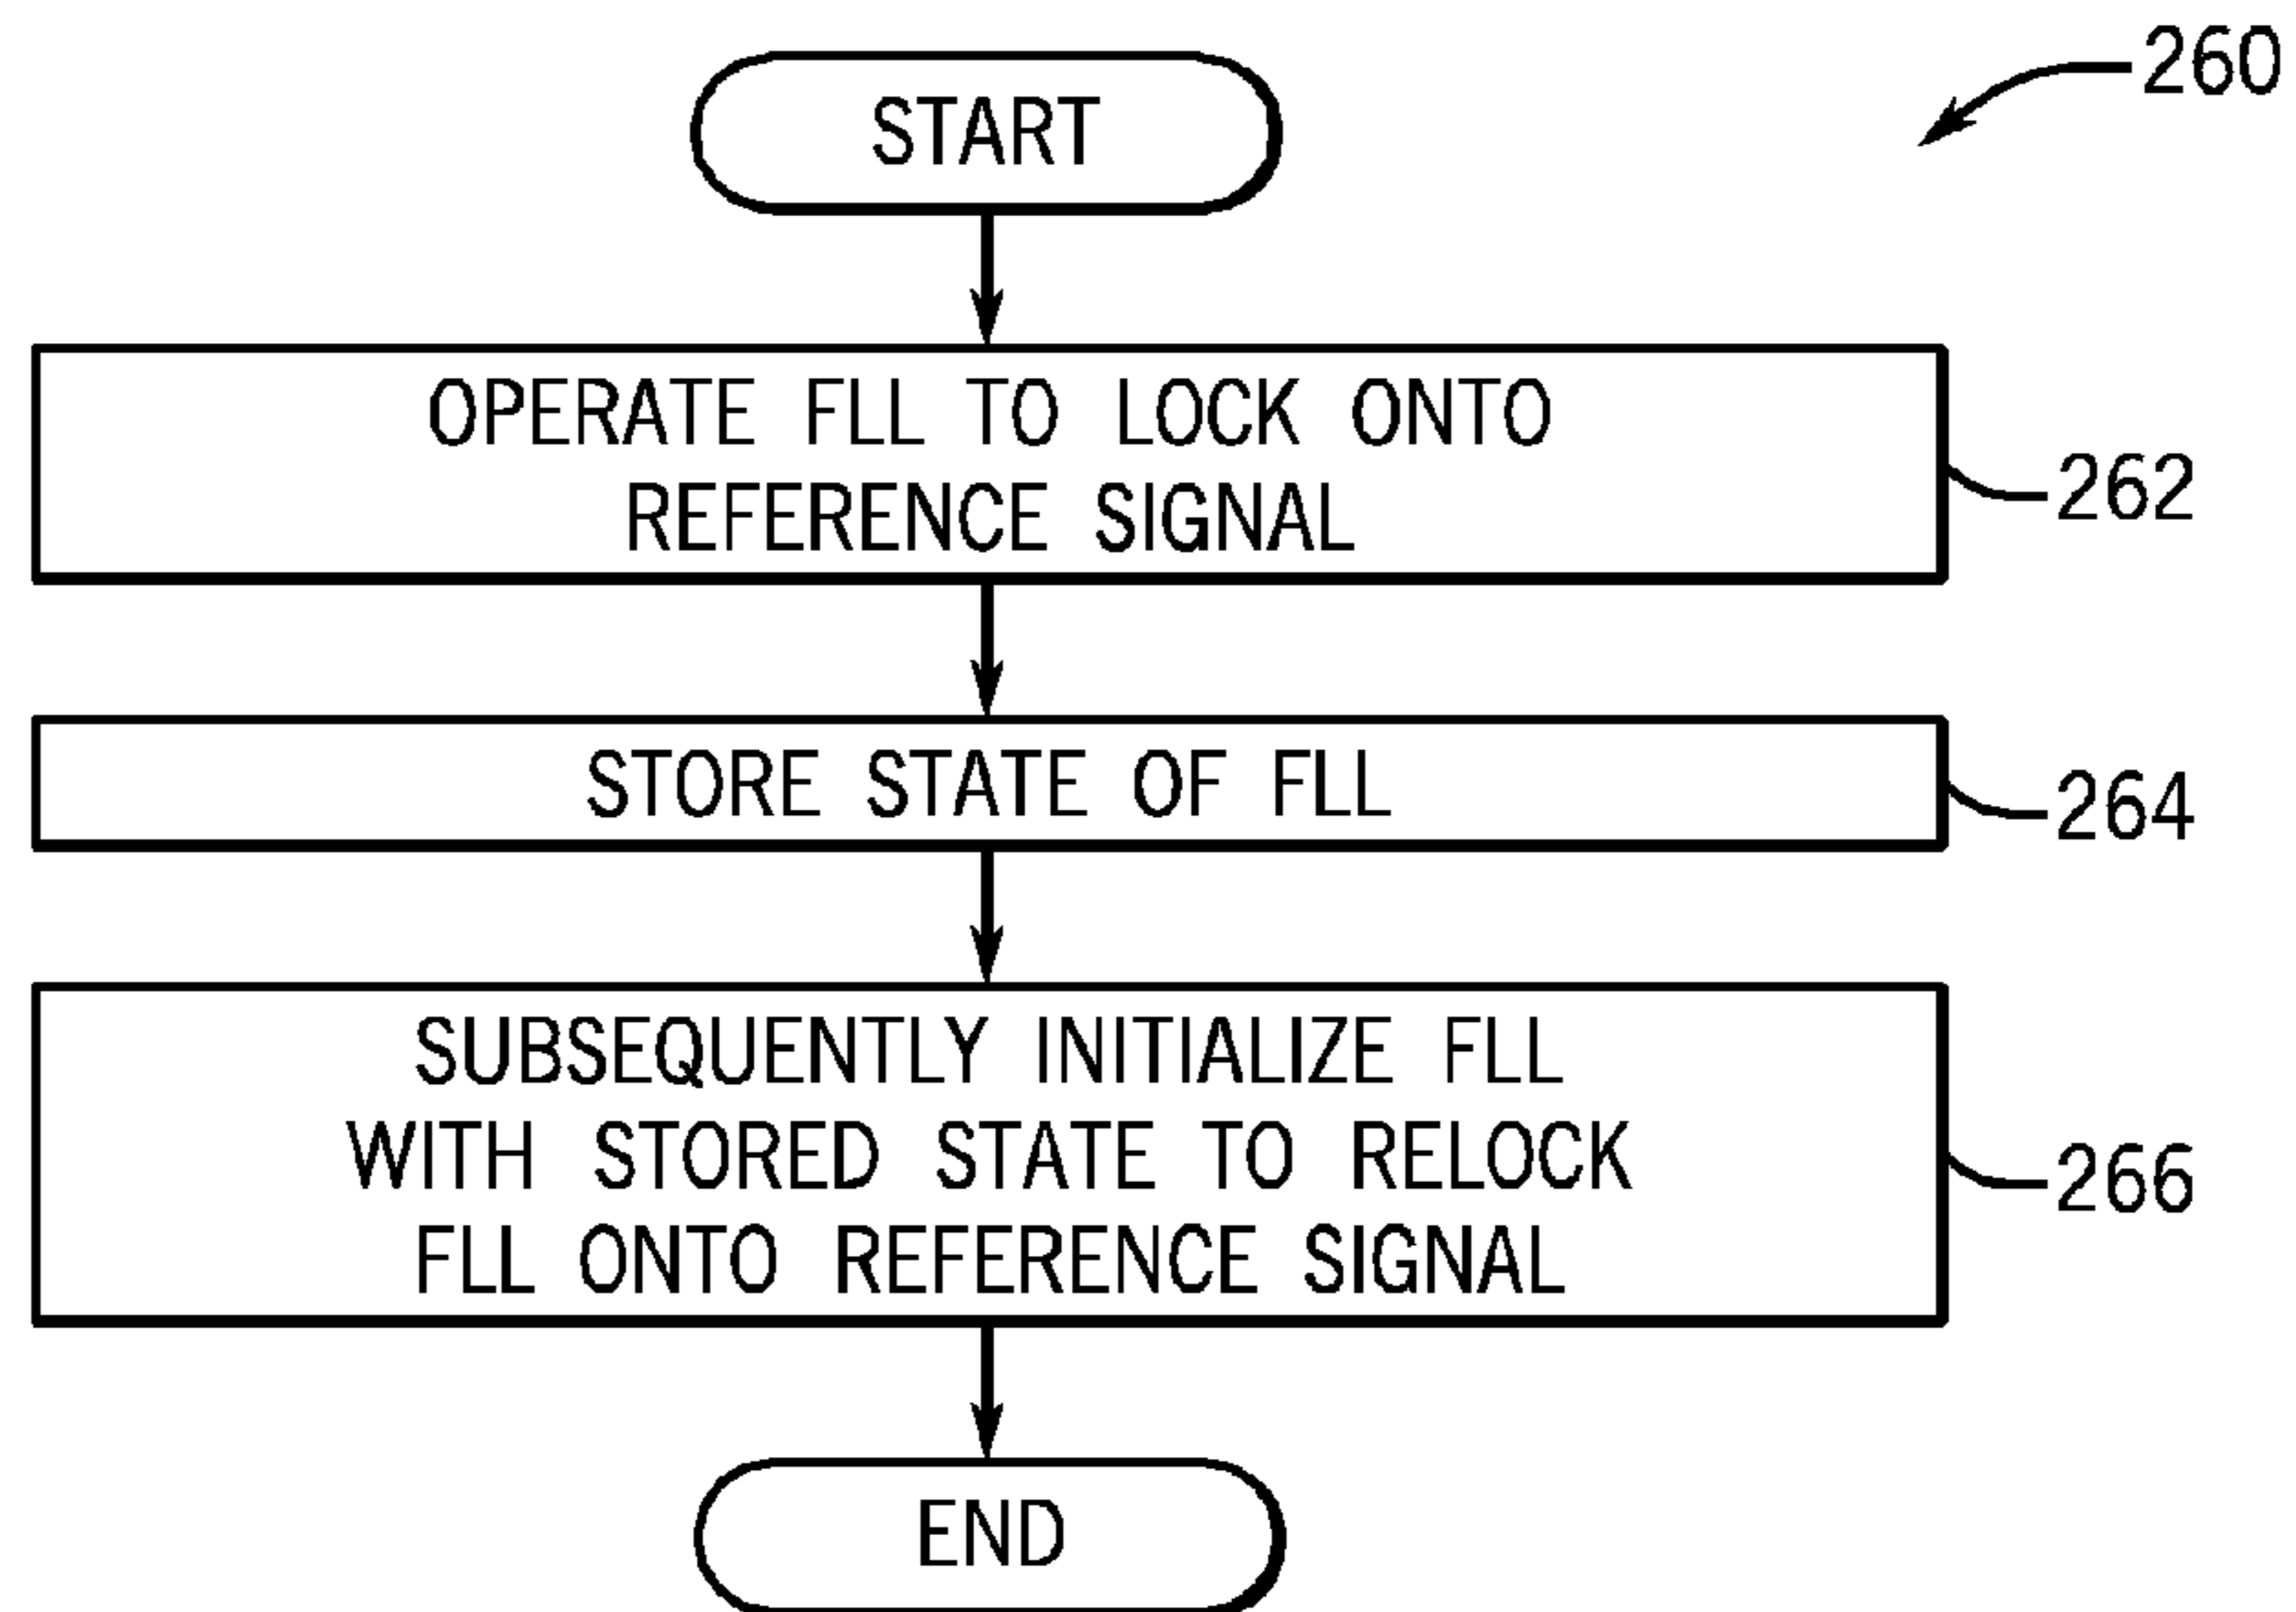 260
START
OPERATE FLL TO LOCK ONTO
REFERENCE SIGNAL
262
STORE STATE OF FLL
264
SUBSEQUENTLY INITIALIZE FLL
WITH STORED STATE TO RELOCK
FLL ONTO REFERENCE SIGNAL
266
END